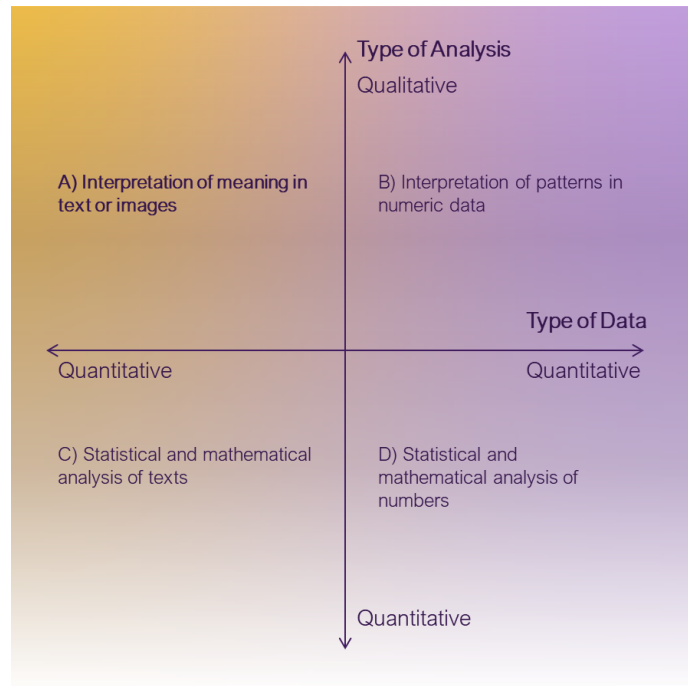 Type of Analysis
Qualitative
A) Interpretation of meaning in
text or images
B) Interpretation of patterns in
numeric data
Type of Data
Quantitative
Quantitative
C) Statistical and mathematical
analysis of texts
D) Statistical and
mathematical analysis of
numbers
Quantitative